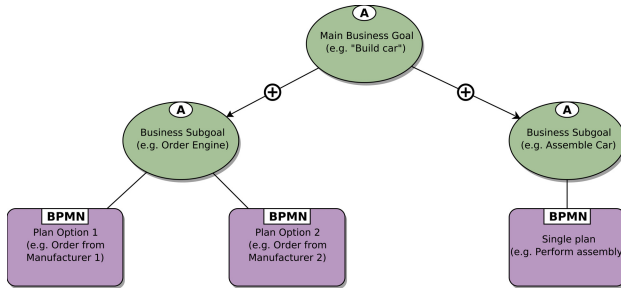 A
Main Business Goal
(e.g. "Build car")
+
+
A
Business Subgoal
(e.g. Order Engine)
A
Business Subgoal
(e.g. Assemble Car)
BPMN
Plan Option 1
(e.g. Order from
Manufacturer 1)
BPMN
Plan Option 2
(e.g. Order from
Manufacturer 2)
BPMN
Single plan
(e.g. Perform assembly